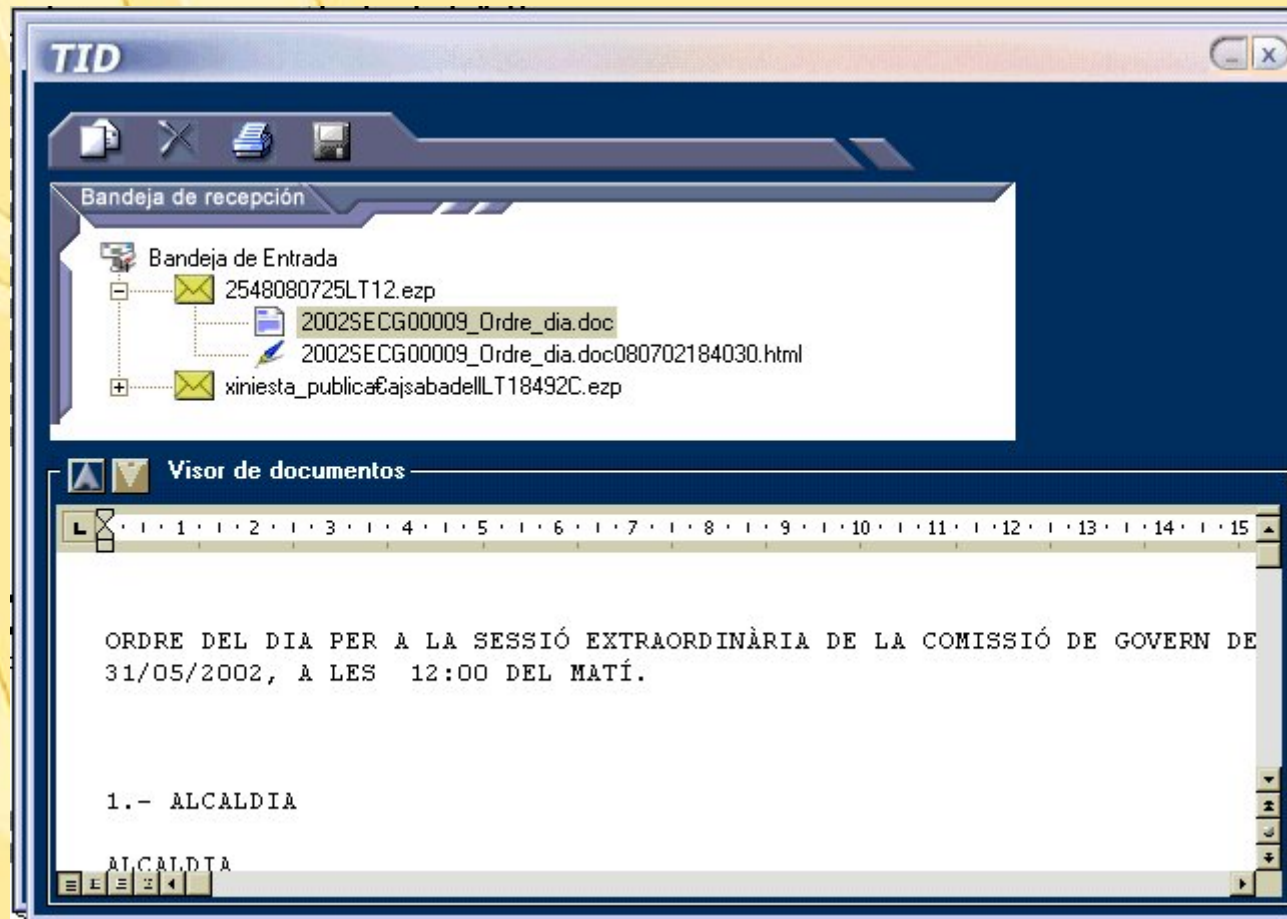 TID
Bandeja de recepción
Bandeja de Entrada
2548080725LT12.ezp
2002SECG00009_Ordre_dia.doc
2002SECG00009_Ordre_dia.doc080702184030.html
xiniesta_publica€ajsabadellLT18492C.ezp
Visor de documentos
L · 1 · 2 · 3 · 4 · 5 · 6 · 7 · 8 · 9 · 10 · 11 · 12 · 13 · 14 · 15
ORDRE DEL DIA PER A LA SESSIÓ EXTRAORDINÀRIA DE LA COMISSIÓ DE GOVERN DE
31/05/2002, A LES 12:00 DEL MATÍ.
1.- ALCALDIA
ALCALDIA